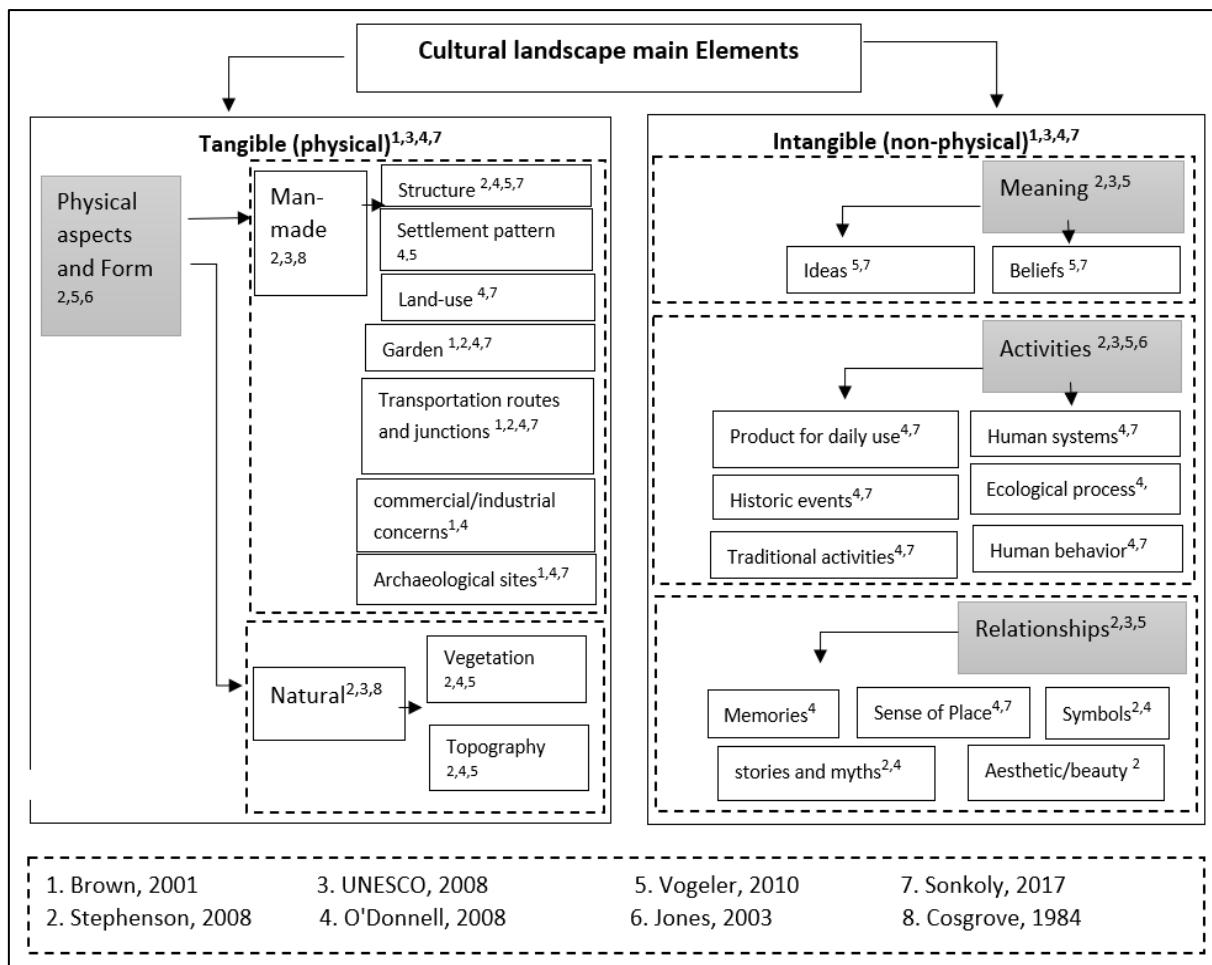 Cultural landscape main Elements
Tangible (physical)1,3,4,7
Physical
aspects
and Form
2,5,6
Man-
made
2,3,8
Structure 2,4,5,7
Settlement pattern
4,5
Land-use 4,7
Garden 1,2,4,7
Transportation routes
and junctions 1,2,4,7
commercial/industrial
concerns1,4
Archaeological sites1,4,7
Natural2,3,8
Vegetation
2,4,5
Topography
2,4,5
Intangible (non-physical)1,3,4,7
Meaning 2,3,5
Ideas 5,7
Beliefs 5,7
Activities 2,3,5,6
Product for daily use4,7
Human systems4,7
Historic events4,7
Ecological process4,
Traditional activities4,7
Human behavior4,7
Relationships2,3,5
Memories4
Sense of Place4,7
Symbols2,4
stories and myths2,4
Aesthetic/beauty 2
1. Brown, 2001
3. UNESCO, 2008
5. Vogeler, 2010
7. Sonkoly, 2017
2. Stephenson, 2008
4. O'Donnell, 2008
6. Jones, 2003
8. Cosgrove, 1984